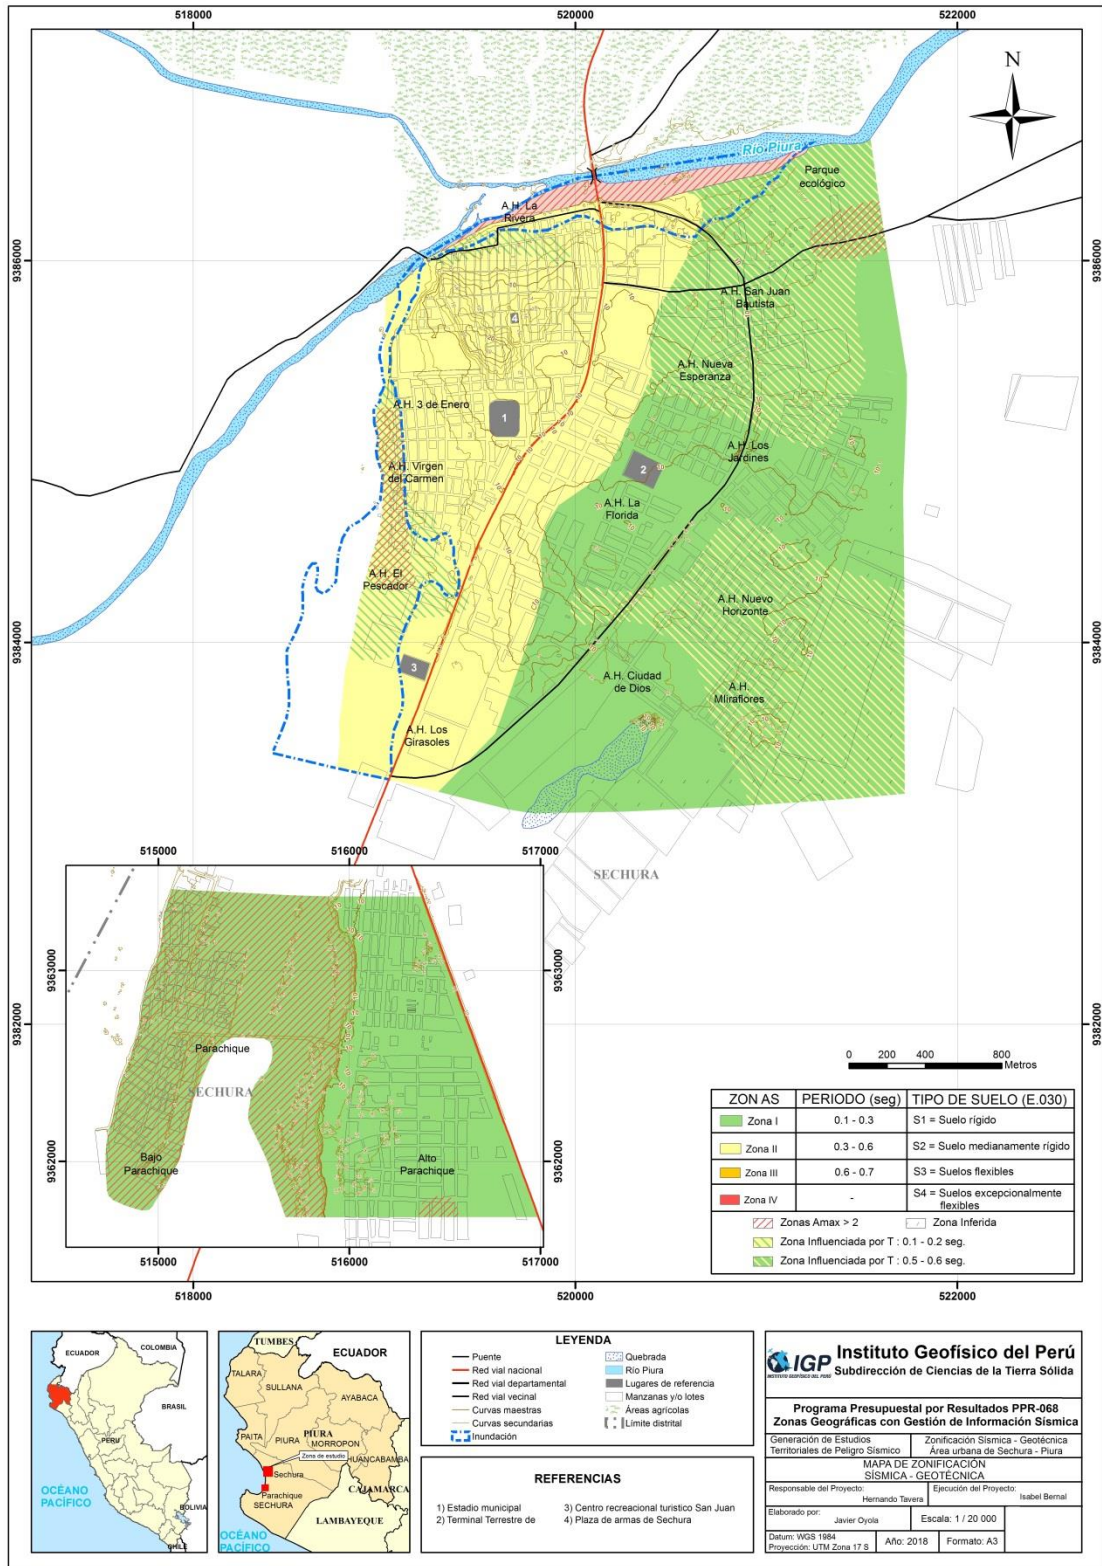 518000
520000
522000
N
Río Piura
Parque
ecológico
A.H. La
Rivera
9386000
9386000
A.H. San Juan
Bautista
4
A.H. Nueva
Esperanza
A.H. 3 de Enero
1
A.H. Los
Jardines
A.H. Virgen
del Carmen
2
A.H. La
Florida
A.H. El
Pescador
A.H. Nuevo
Horizonte
9384000
9384000
3
A.H. Ciudad
de Dios
A.H.
MIraflores
A.H. Los
Girasoles
SECHURA
515000
516000
517000
9363000
9363000
9382000
9382000
Parachique
SECHURA
Bajo
Parachique
Alto
Parachique
9362000
9362000
515000
516000
517000
0 200 400 800
Metros
ZON AS PERIODO (seg) TIPO DE SUELO (E.030)
Zona I 0.1 - 0.3 S1 = Suelo rígido
Zona II 0.3 - 0.6 S2 = Suelo medianamente rígido
Zona III 0.6 - 0.7 S3 = Suelos flexibles
Zona IV - S4 = Suelos excepcionalmente
flexibles
Zonas Amax > 2 Zona Inferida
Zona Influenciada por T : 0.1 - 0.2 seg.
Zona Influenciada por T : 0.5 - 0.6 seg.
518000
520000
522000
ECUADOR
COLOMBIA
BRASIL
PERU
OCÉANO
PACÍFICO
BOLIVIA
CHILE
TUMBES
ECUADOR
TALARA
SULLANA
AYABACA
PAITA
PIURA
PIURA
MORROPON
HUANCABAMBA
Zona de estudio
Sechura
Parachique
SECHURA
CAJAMARCA
LAMBAYEQUE
OCÉANO
PACÍFICO
LEYENDA
Puente
Red vial nacional
Red vial departamental
Red vial vecinal
Curvas maestras
Curvas secundarias
Inundación
Quebrada
Río Piura
Lugares de referencia
Manzanas y/o lotes
Áreas agrícolas
Límite distrital
REFERENCIAS
1) Estadio municipal
2) Terminal Terrestre de
3) Centro recreacional turistico San Juan
4) Plaza de armas de Sechura
IGP
INSTITUTO GEOFÍSICO DEL PERÚ
Instituto Geofísico del Perú
Subdirección de Ciencias de la Tierra Sólida
Programa Presupuestal por Resultados PPR-068
Zonas Geográficas con Gestión de Información Sísmica
Generación de Estudios
Territoriales de Peligro Sísmico
Zonificación Sísmica - Geotécnica
Área urbana de Sechura - Piura
MAPA DE ZONIFICACIÓN
SÍSMICA - GEOTÉCNICA
Responsable del Proyecto:
Hernando Tavera
Ejecución del Proyecto:
Isabel Bernal
Elaborado por:
Javier Oyola
Escala: 1 / 20 000
Datum: WGS 1984
Proyección: UTM Zona 17 S
Año: 2018
Formato: A3